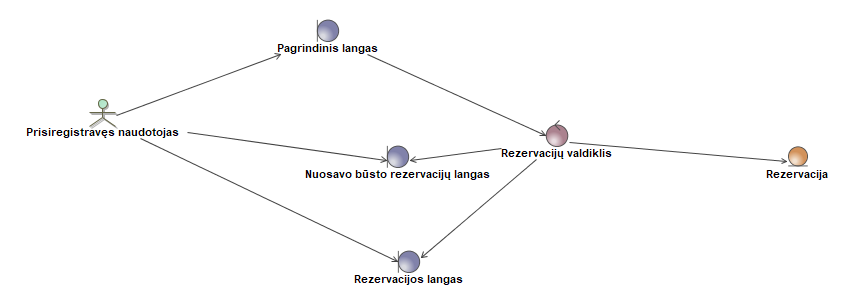 Pagrindinis langas
Prisiregistravęs naudotojas
Rezervacijų valdiklis
Nuosavo būsto rezervacijų langas
Rezervacija
Rezervacijos langas